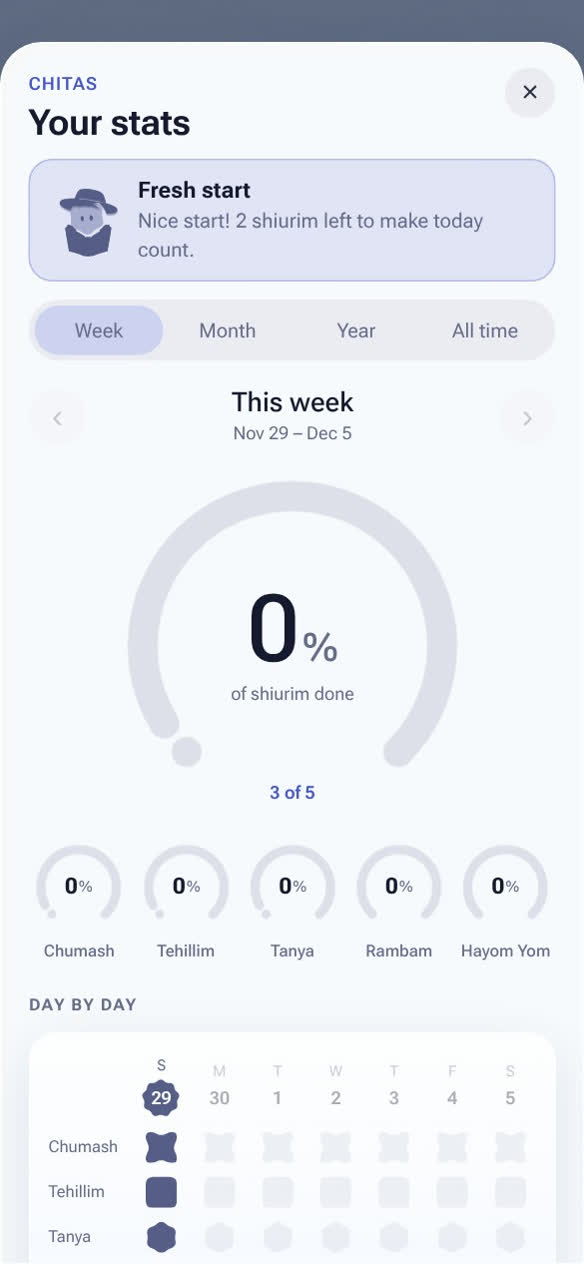 CHITAS
Your stats
Fresh start
Nice start! 2 shiurim left to make today
count.
Week Month Year All time
This week
Nov 29 – Dec 5
0%
of shiurim done
3 of 5
0% 0% 0% 0% 0%
Chumash Tehillim Tanya Rambam Hayom Yom
DAY BY DAY
S M T W T F S
29 30 1 2 3 4 5
Chumash
Tehillim
Tanya